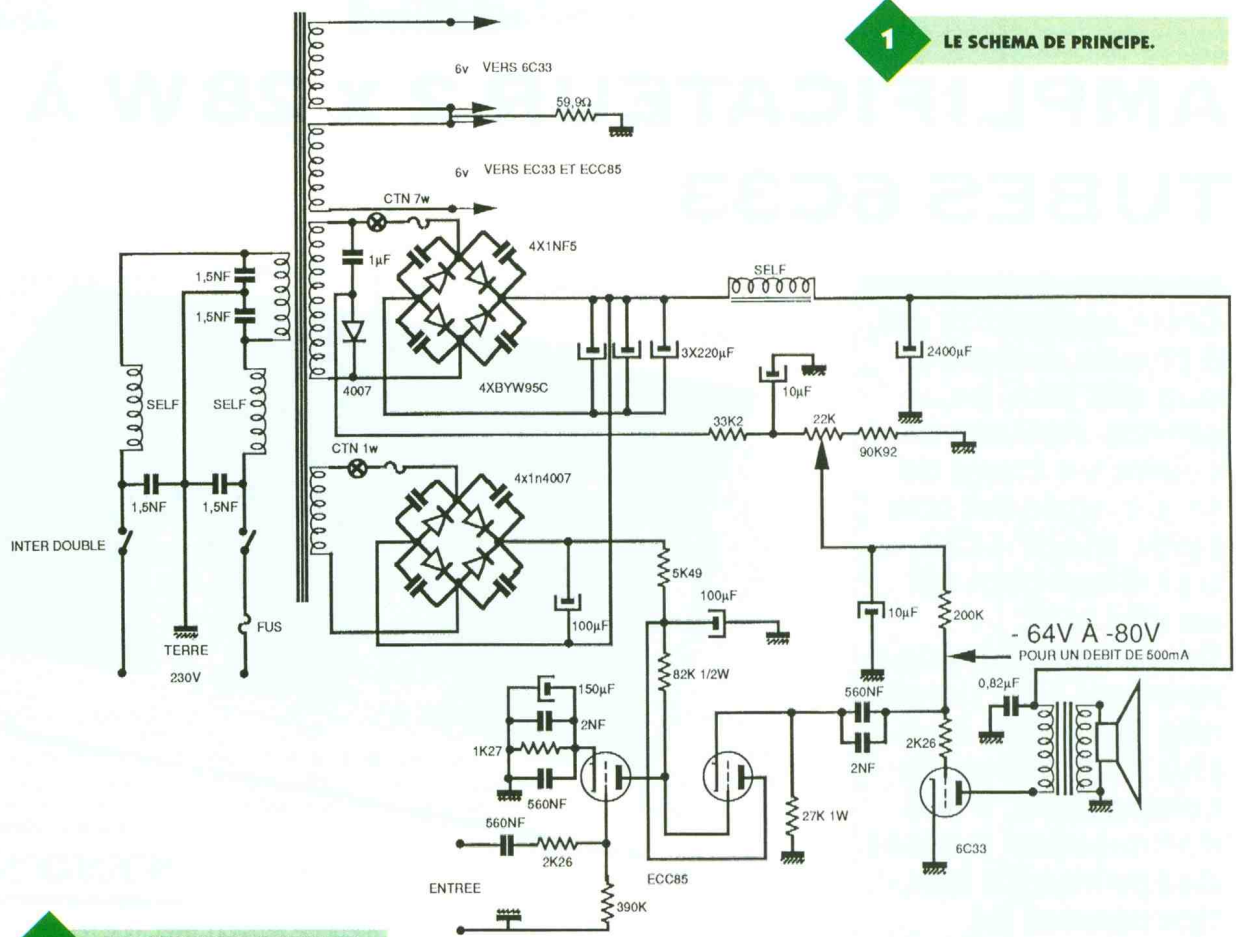 1
LE SCHEMA DE PRINCIPE.
6v VERS 6C33
59,9Ω
6v VERS EC33 ET ECC85
CTN 7w
4X1NF5
1µF
4007
4XBYW95C
1,5NF
1,5NF
SELF
SELF
1,5NF
1,5NF
INTER DOUBLE
FUS
TERRE
230V
SELF
3X220µF
2400µF
10µF
33K2
22K
90K92
CTN 1w
4x1n4007
100µF
5K49
100µF
82K 1/2W
10µF
200K
- 64V À -80V
POUR UN DEBIT DE 500mA
150µF
2NF
1K27
560NF
560NF
2K26
ENTREE
390K
ECC85
27K 1W
560NF
2NF
2K26
0,82µF
6C33
AMPLIFICATEUR 2 x 28 W À
TUBES 6C33